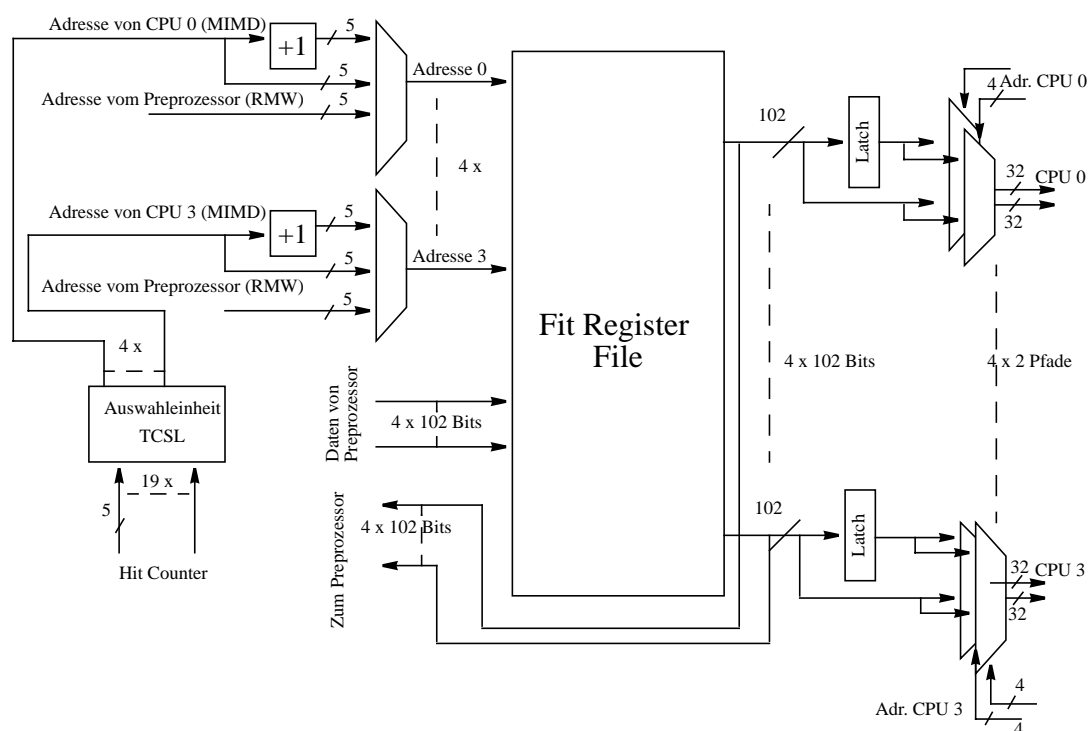 Adresse von CPU 0 (MIMD)
+1
5
5
Adresse vom Preprozessor (RMW)
5
Adresse 0
4 x
Adresse von CPU 3 (MIMD)
+1
5
5
Adresse vom Preprozessor (RMW)
5
Adresse 3
4 x
Auswahleinheit
TCSL
19 x
5
Hit Counter
Daten von
Preprozessor
4 x 102 Bits
Zum Preprozessor
4 x 102 Bits
Fit Register
File
102
Latch
4
Adr. CPU 0
32
CPU 0
32
4 x 102 Bits
4 x 2 Pfade
102
Latch
32
CPU 3
32
Adr. CPU 3
4
4